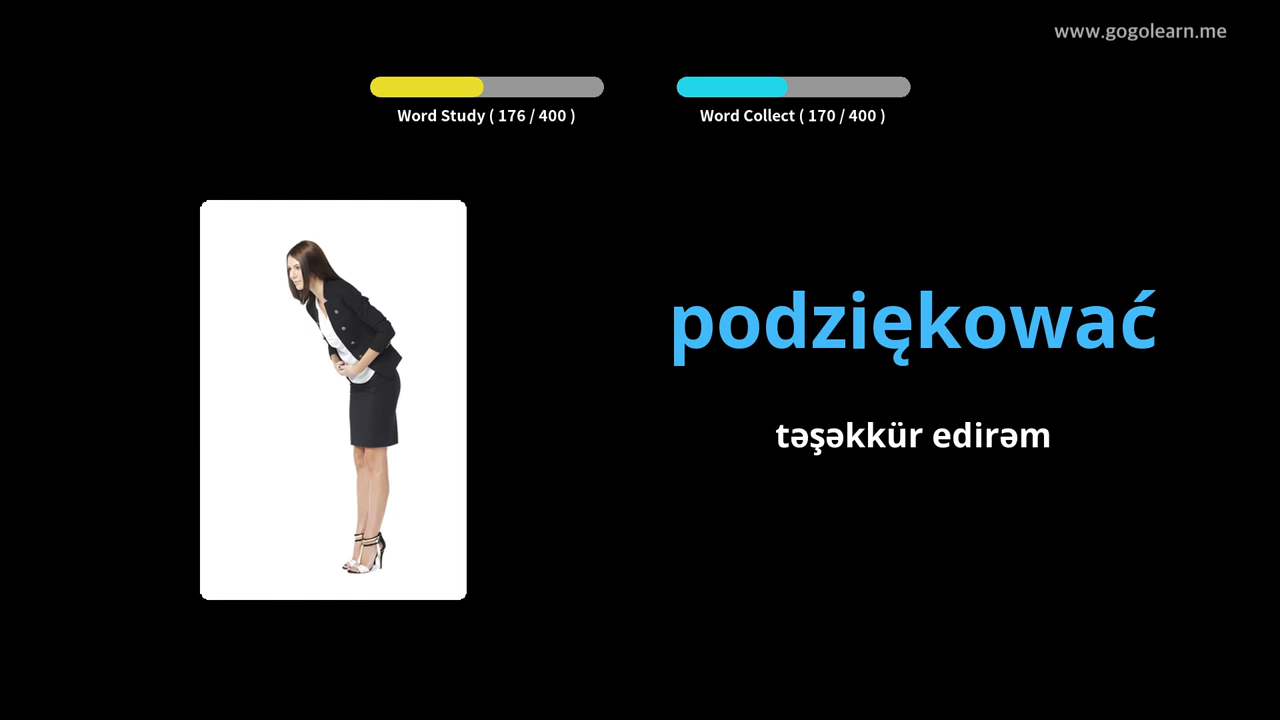 www.gogolearn.me
Word Study ( 176 / 400 )
Word Collect ( 170 / 400 )
podziękować
təşəkkür edirəm